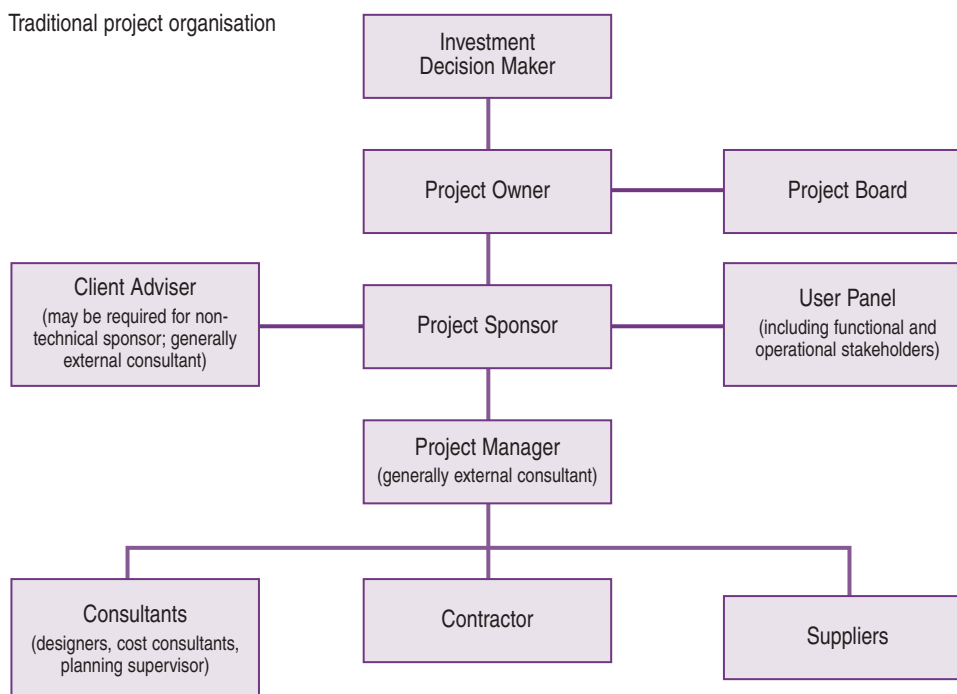 Traditional project organisation
Investment
Decision Maker
Project Owner
Project Board
Client Adviser
(may be required for non-
technical sponsor; generally
external consultant)
Project Sponsor
User Panel
(including functional and
operational stakeholders)
Project Manager
(generally external consultant)
Consultants
(designers, cost consultants,
planning supervisor)
Contractor
Suppliers